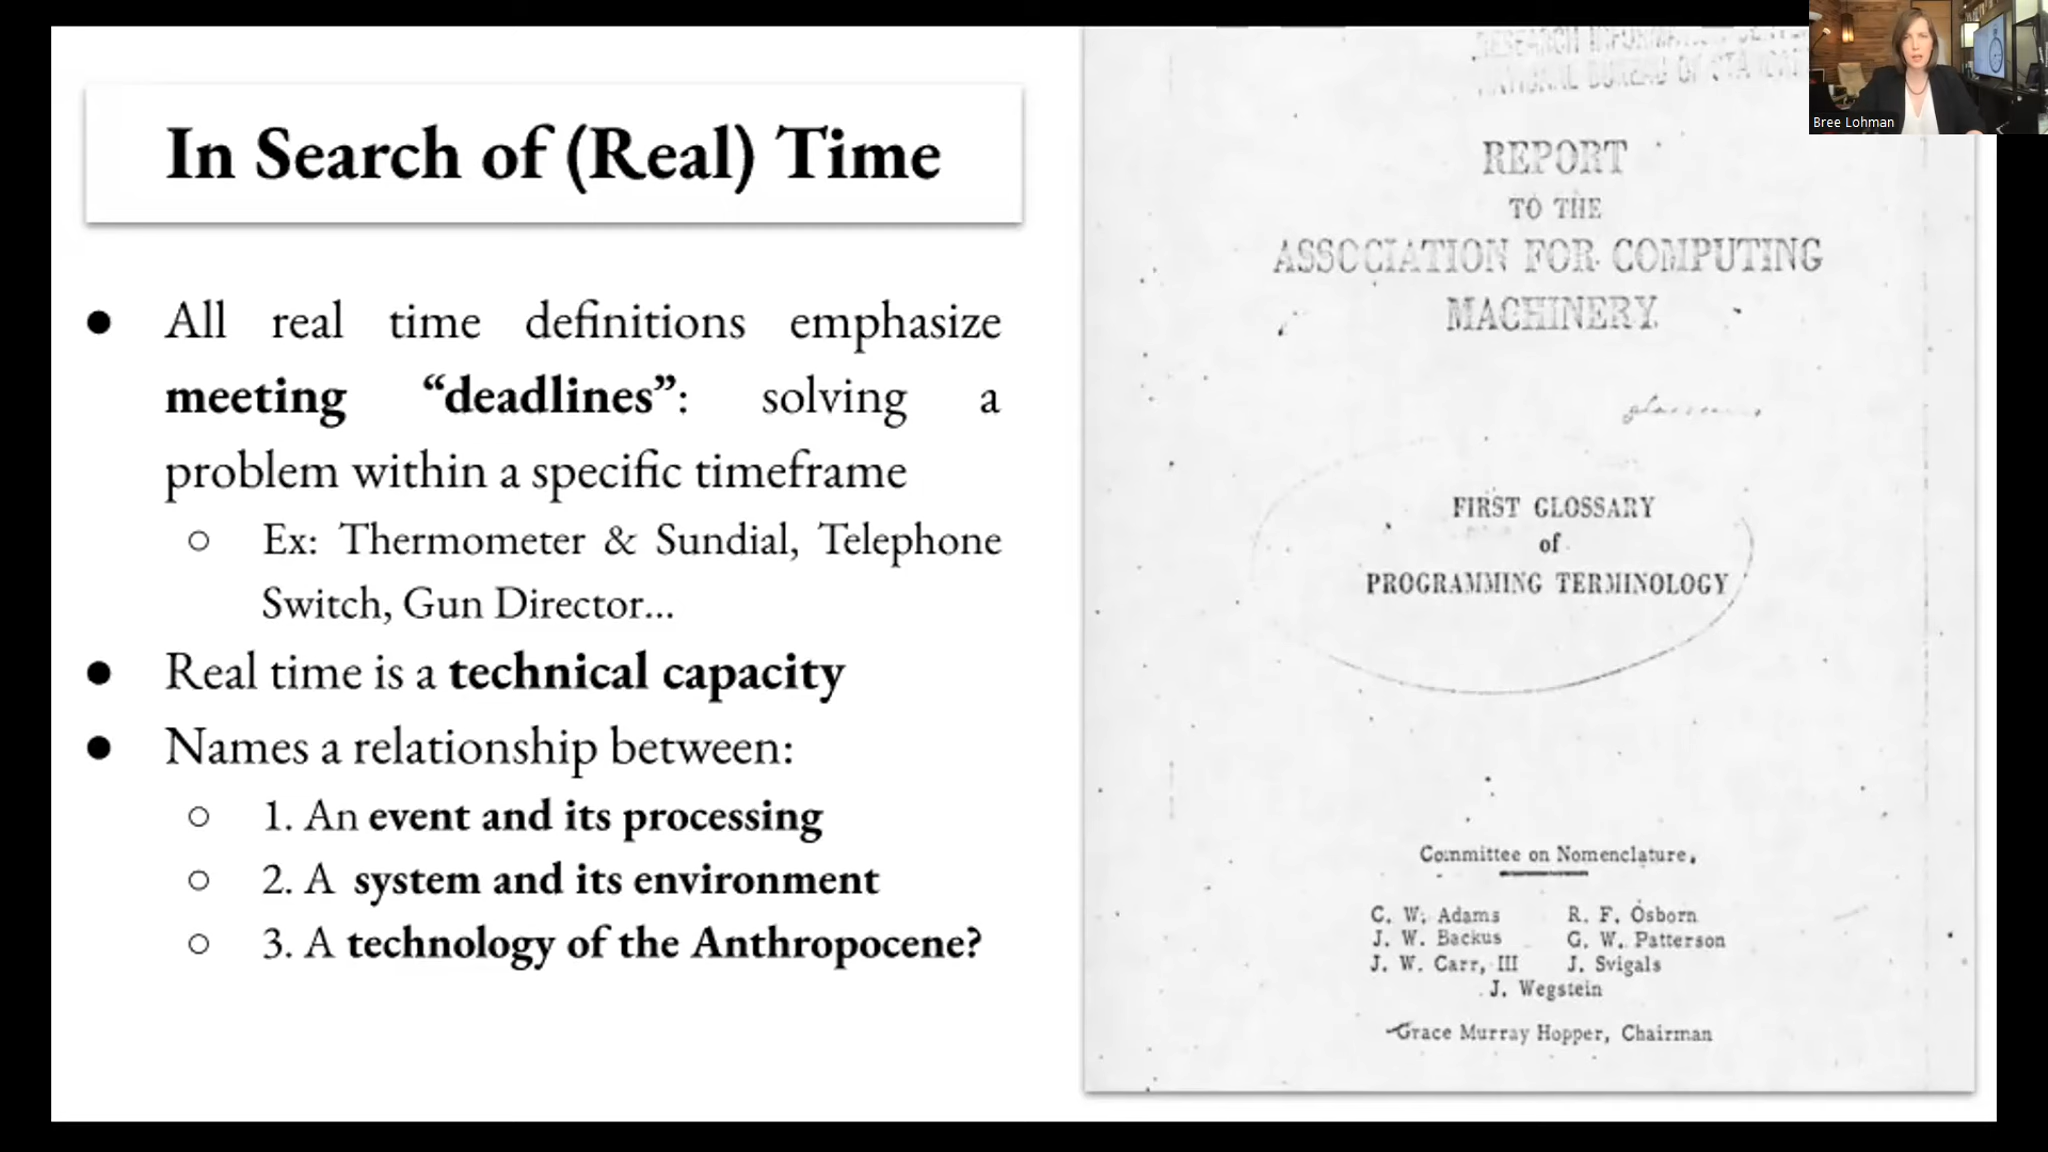 In Search of (Real) Time
● All real time definitions emphasize
meeting “deadlines”: solving a
problem within a specific timeframe
○ Ex: Thermometer & Sundial, Telephone
Switch, Gun Director...
● Real time is a technical capacity
● Names a relationship between:
○ 1. An event and its processing
○ 2. A system and its environment
○ 3. A technology of the Anthropocene?
NATIONAL BUREAU OF
REPORT
TO THE
ASSOCIATION FOR COMPUTING
MACHINERY.
FIRST GLOSSARY
of
PROGRAMMING TERMINOLOGY
Committee on Nomenclature.
C. W. Adams R. F. Osborn
J. W. Backus G. W. Patterson
J. W. Carr, III J. Svigals
J. Wegstein
Grace Murray Hopper, Chairman
Bree Lohman